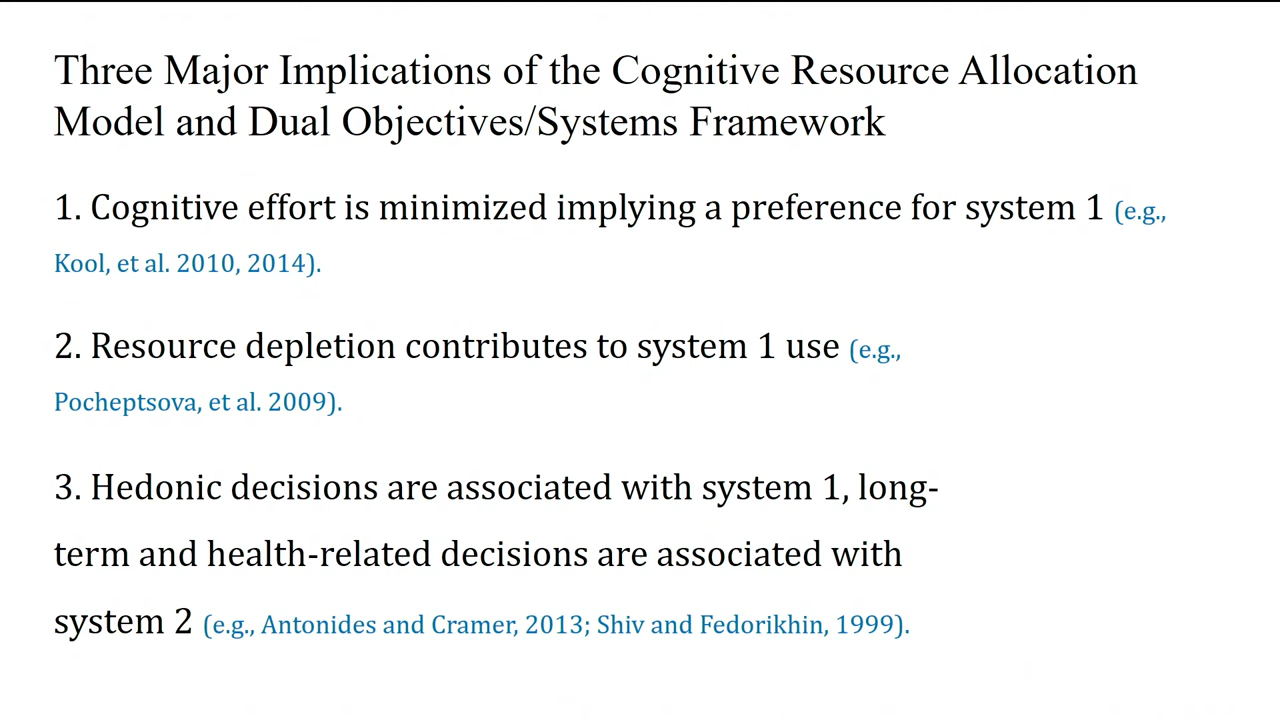 Three Major Implications of the Cognitive Resource Allocation
Model and Dual Objectives/Systems Framework
1. Cognitive effort is minimized implying a preference for system 1 (e.g.,
Kool, et al. 2010, 2014).
2. Resource depletion contributes to system 1 use (e.g.,
Pocheptsova, et al. 2009).
3. Hedonic decisions are associated with system 1, long-
term and health-related decisions are associated with
system 2 (e.g., Antonides and Cramer, 2013; Shiv and Fedorikhin, 1999).